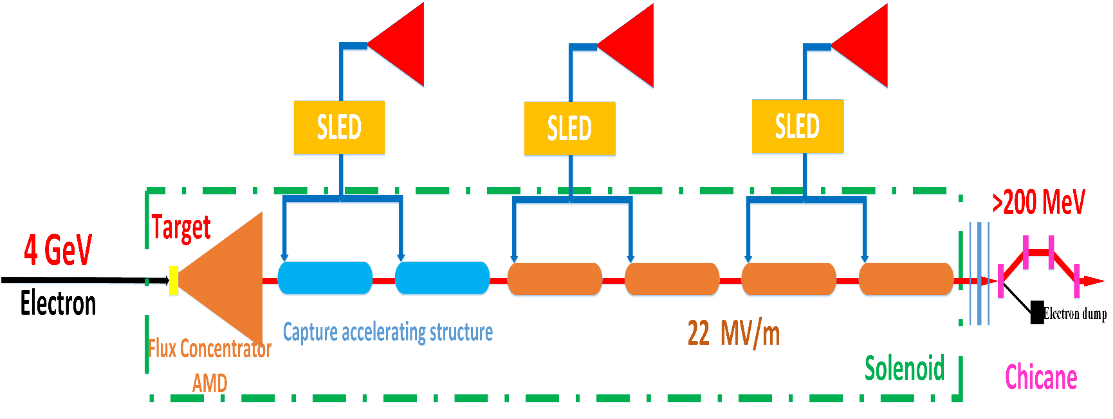 SLED
SLED
SLED
>200 MeV
Target
4 GeV
Electron
Electron dump
Capture accelerating structure
22 MV/m
Flux Concentrator
AMD
Solenoid
Chicane